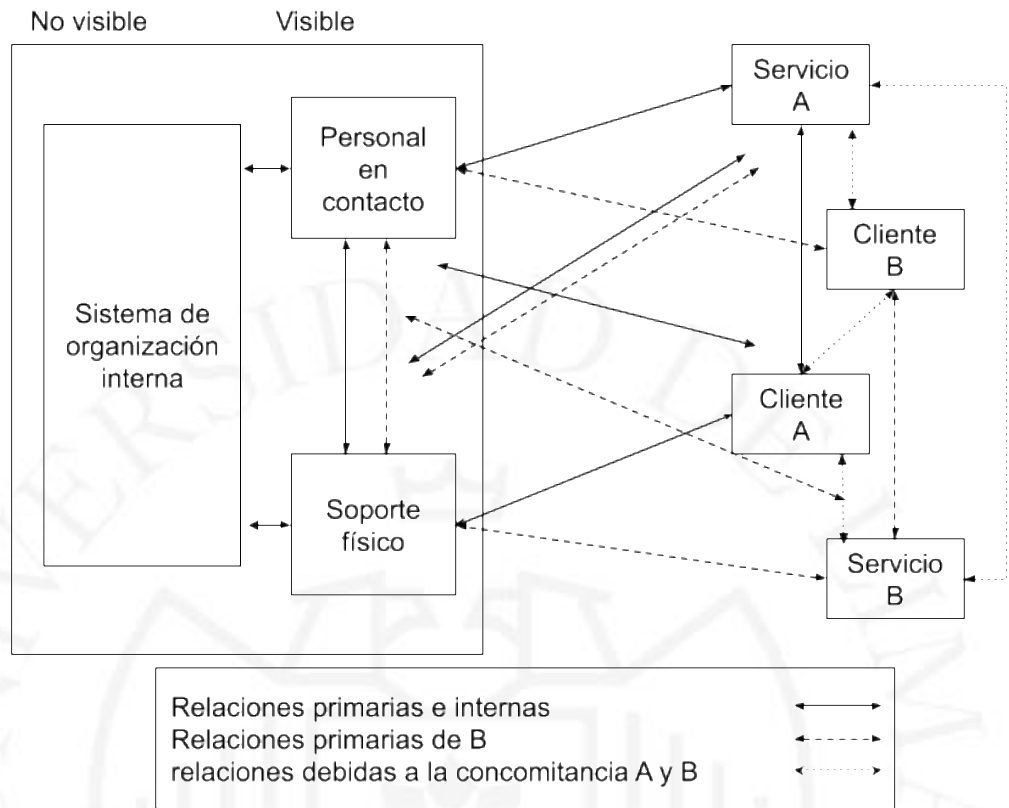 No visible
Visible
Servicio
A
Personal
en
contacto
Cliente
B
Sistema de
organización
interna
Cliente
A
Soporte
físico
Servicio
B
Relaciones primarias e internas
Relaciones primarias de B
relaciones debidas a la concomitancia A y B